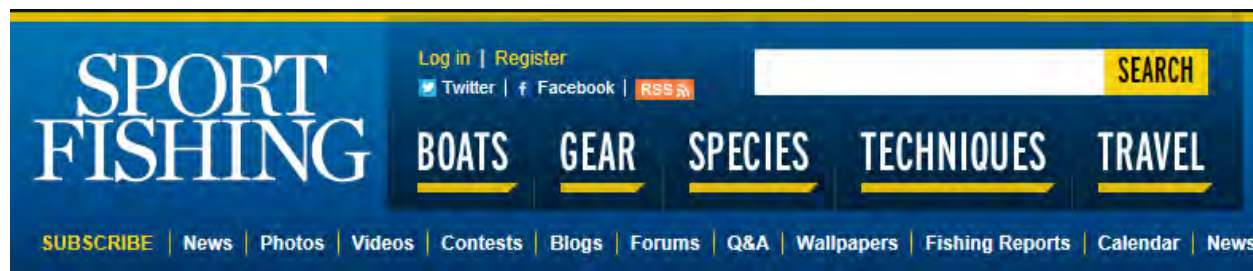 SPORT
FISHING
Log in | Register
Twitter | Facebook | RSS
SEARCH
BOATS GEAR SPECIES TECHNIQUES TRAVEL
SUBSCRIBE | News | Photos | Videos | Contests | Blogs | Forums | Q&A | Wallpapers | Fishing Reports | Calendar | News